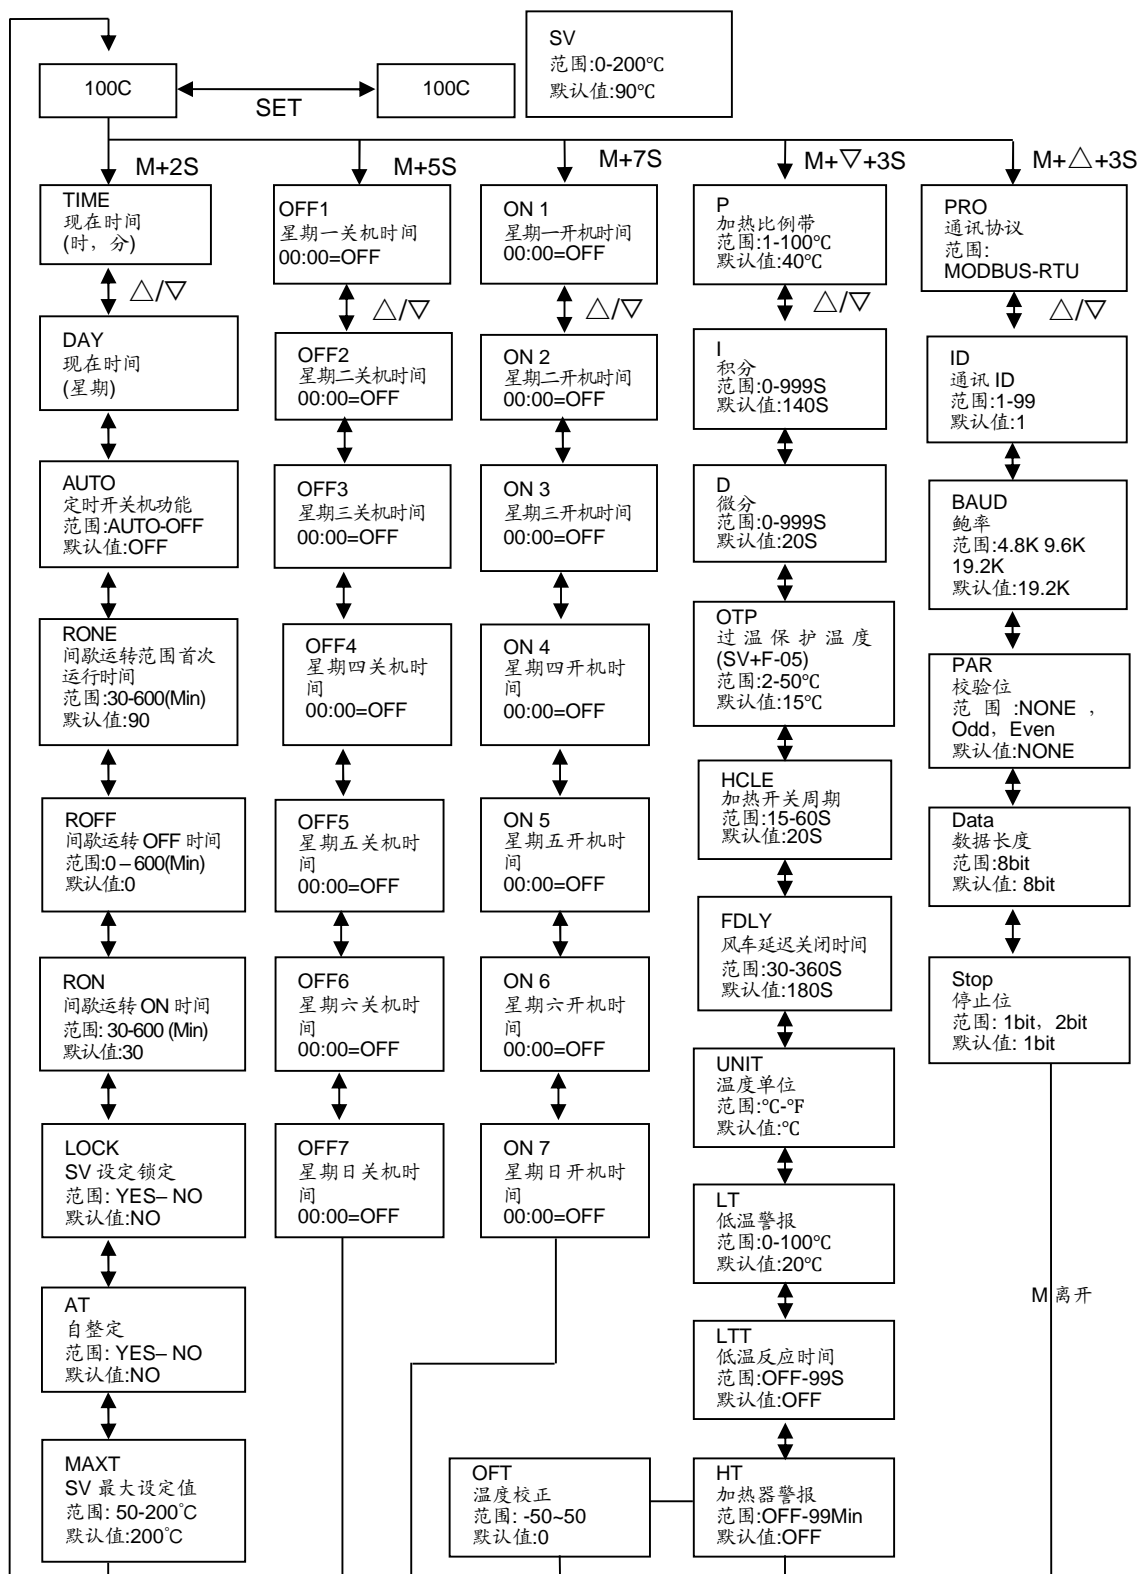 SV
范围:0-200℃
默认值:90℃
100C
SET
100C
M+2S
M+5S
M+7S
M+▽+3S
M+△+3S
TIME
现在时间
(时，分)
△/▽
DAY
现在时间
(星期)
AUTO
定时开关机功能
范围:AUTO-OFF
默认值:OFF
RONE
间歇运转范围首次
运行时间
范围:30-600(Min)
默认值:90
ROFF
间歇运转 OFF 时间
范围:0－600(Min)
默认值:0
RON
间歇运转 ON 时间
范围: 30-600 (Min)
默认值:30
LOCK
SV 设定锁定
范围: YES– NO
默认值:NO
AT
自整定
范围: YES– NO
默认值:NO
MAXT
SV 最大设定值
范围: 50-200℃
默认值:200℃
OFF1
星期一关机时间
00:00=OFF
△/▽
OFF2
星期二关机时间
00:00=OFF
OFF3
星期三关机时间
00:00=OFF
OFF4
星期四关机时
间
00:00=OFF
OFF5
星期五关机时
间
00:00=OFF
OFF6
星期六关机时
间
00:00=OFF
OFF7
星期日关机时
间
00:00=OFF
ON 1
星期一开机时间
00:00=OFF
△/▽
ON 2
星期二开机时间
00:00=OFF
ON 3
星期三开机时间
00:00=OFF
ON 4
星期四开机时
间
00:00=OFF
ON 5
星期五开机时
间
00:00=OFF
ON 6
星期六开机时
间
00:00=OFF
ON 7
星期日开机时
间
00:00=OFF
P
加热比例带
范围:1-100℃
默认值:40℃
△/▽
I
积分
范围:0-999S
默认值:140S
D
微分
范围:0-999S
默认值:20S
OTP
过 温 保 护 温 度
(SV+F-05)
范围:2-50℃
默认值:15℃
HCLE
加热开关周期
范围:15-60S
默认值:20S
FDLY
风车延迟关闭时间
范围:30-360S
默认值:180S
UNIT
温度单位
范围:℃-℉
默认值:℃
LT
低温警报
范围:0-100℃
默认值:20℃
LTT
低温反应时间
范围:OFF-99S
默认值:OFF
HT
加热器警报
范围:OFF-99Min
默认值:OFF
OFT
温度校正
范围: -50~50
默认值:0
PRO
通讯协议
范围:
MODBUS-RTU
△/▽
ID
通讯 ID
范围:1-99
默认值:1
BAUD
鲍率
范围:4.8K 9.6K
19.2K
默认值:19.2K
PAR
校验位
范 围 :NONE ，
Odd，Even
默认值:NONE
Data
数据长度
范围:8bit
默认值: 8bit
Stop
停止位
范围: 1bit，2bit
默认值: 1bit
M 离开